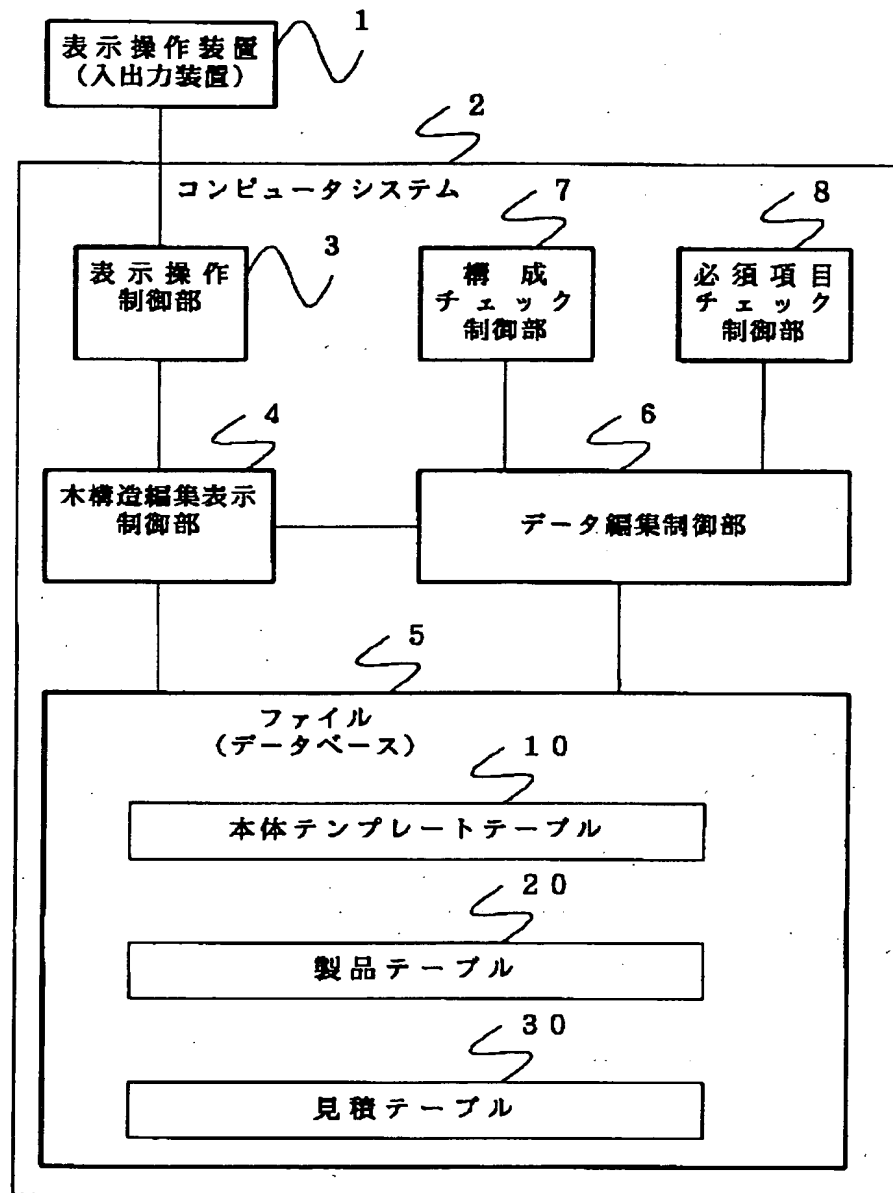 1
表示操作装置
(入出力装置)
2
コンピュータシステム
3
表示操作
制御部
7
構成
チェック
制御部
8
必須項目
チェック
制御部
4
木構造編集表示
制御部
6
データ編集制御部
5
ファイル
(データベース)
10
本体テンプレートテーブル
20
製品テーブル
30
見積テーブル